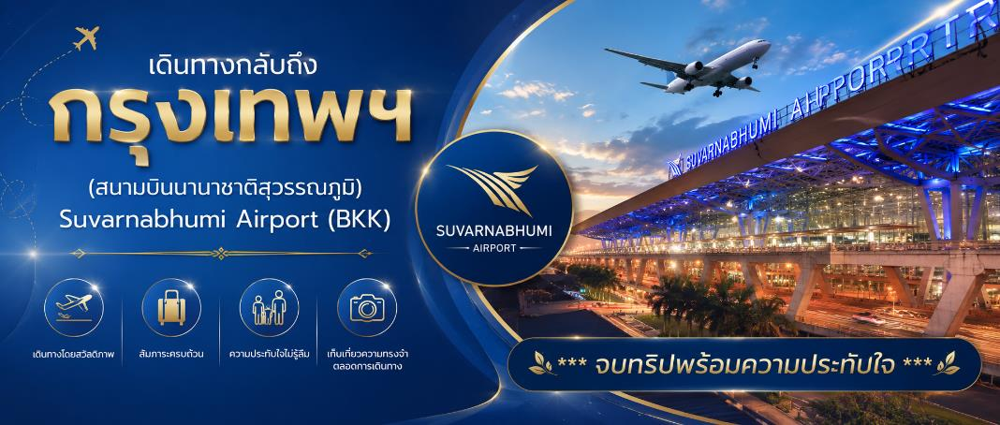 เดินทางกลับถึง
กรุงเทพฯ
(สนามบินนานาชาติสุวรรณภูมิ)
Suvarnabhumi Airport (BKK)
เดินทางโดยสวัสดิภาพ
สัมภาระครบถ้วน
ความประทับใจไม่รู้ลืม
เก็บเกี่ยวความทรงจำ
ตลอดการเดินทาง
SUVARNABHUMI
AIRPORT
SUVARNABHUMI
*** จบทริปพร้อมความประทับใจ ***